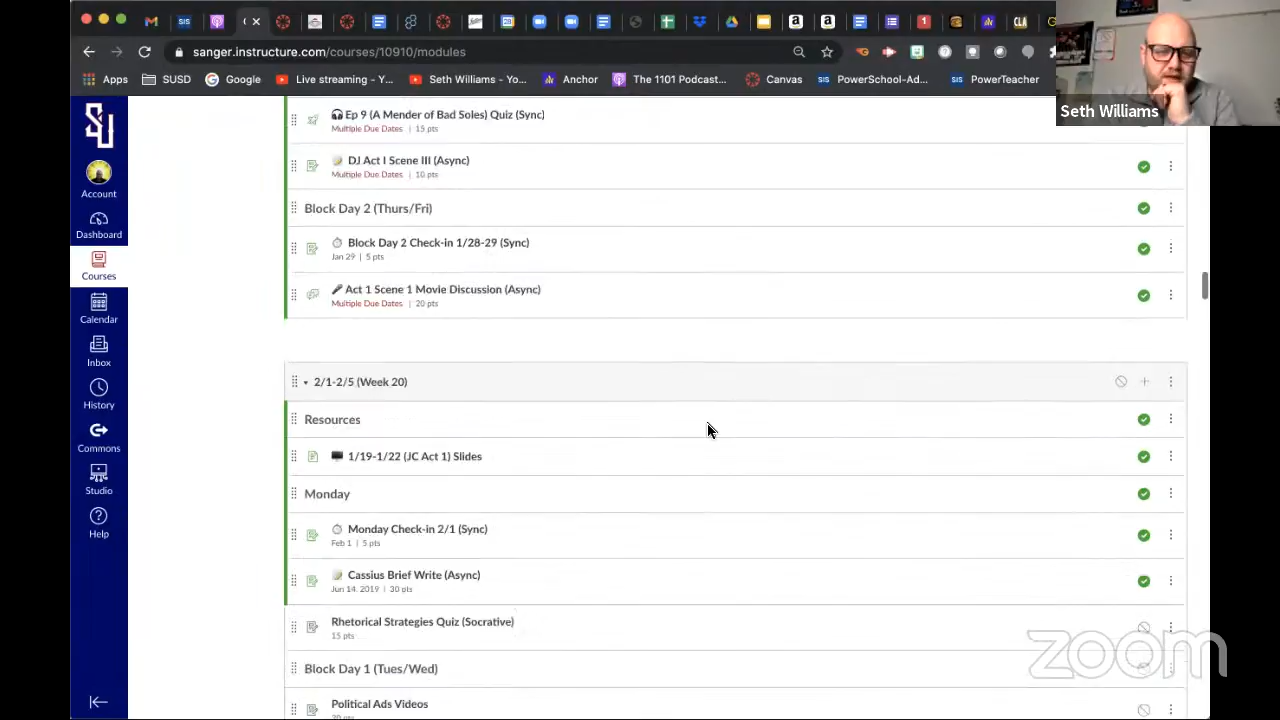 sanger.instructure.com/courses/10910/modules
Apps
SUSD
Google
Live streaming - Y...
Seth Williams - Yo...
Anchor
The 1101 Podcast...
Canvas
SIS
PowerSchool-Ad...
SIS
PowerTeacher
Seth Williams
SU
Account
Dashboard
Courses
Calendar
Inbox
History
Commons
Studio
Help
Ep 9 (A Mender of Bad Soles) Quiz (Sync)
Multiple Due Dates | 15 pts
DJ Act I Scene III (Async)
Multiple Due Dates | 10 pts
Block Day 2 (Thurs/Fri)
Block Day 2 Check-in 1/28-29 (Sync)
Jan 29 | 5 pts
Act 1 Scene 1 Movie Discussion (Async)
Multiple Due Dates | 20 pts
2/1-2/5 (Week 20)
Resources
1/19-1/22 (JC Act 1) Slides
Monday
Monday Check-in 2/1 (Sync)
Feb 1 | 5 pts
Cassius Brief Write (Async)
Jun 14, 2019 | 30 pts
Rhetorical Strategies Quiz (Socrative)
15 pts
Block Day 1 (Tues/Wed)
Political Ads Videos
20 pts
zoom